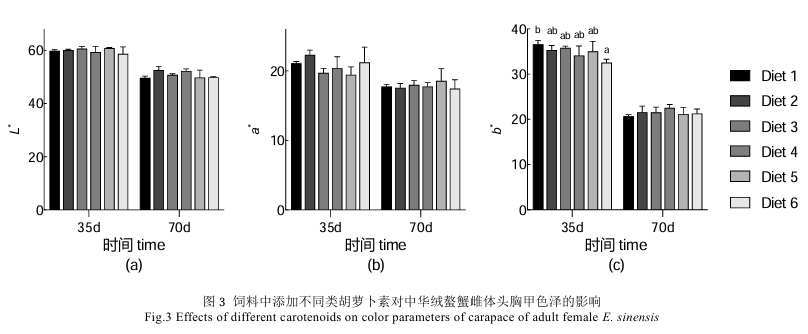 60
40
20
0
L*
35d
70d
时间 time
(a)
20
10
0
a*
35d
70d
时间 time
(b)
40
30
20
10
0
b*
b ab ab ab ab a
35d
70d
时间 time
(c)
Diet 1
Diet 2
Diet 3
Diet 4
Diet 5
Diet 6
图 3 饲料中添加不同类胡萝卜素对中华绒螯蟹雌体头胸甲色泽的影响
Fig.3 Effects of different carotenoids on color parameters of carapace of adult female E. sinensis